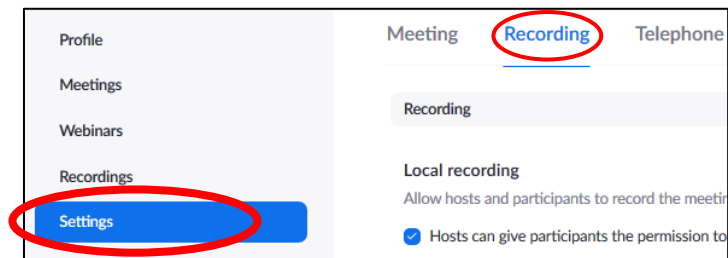 Profile
Meetings
Webinars
Recordings
Settings
Meeting Recording Telephone
Recording
Local recording
Allow hosts and participants to record the
Hosts can give participants the permission to